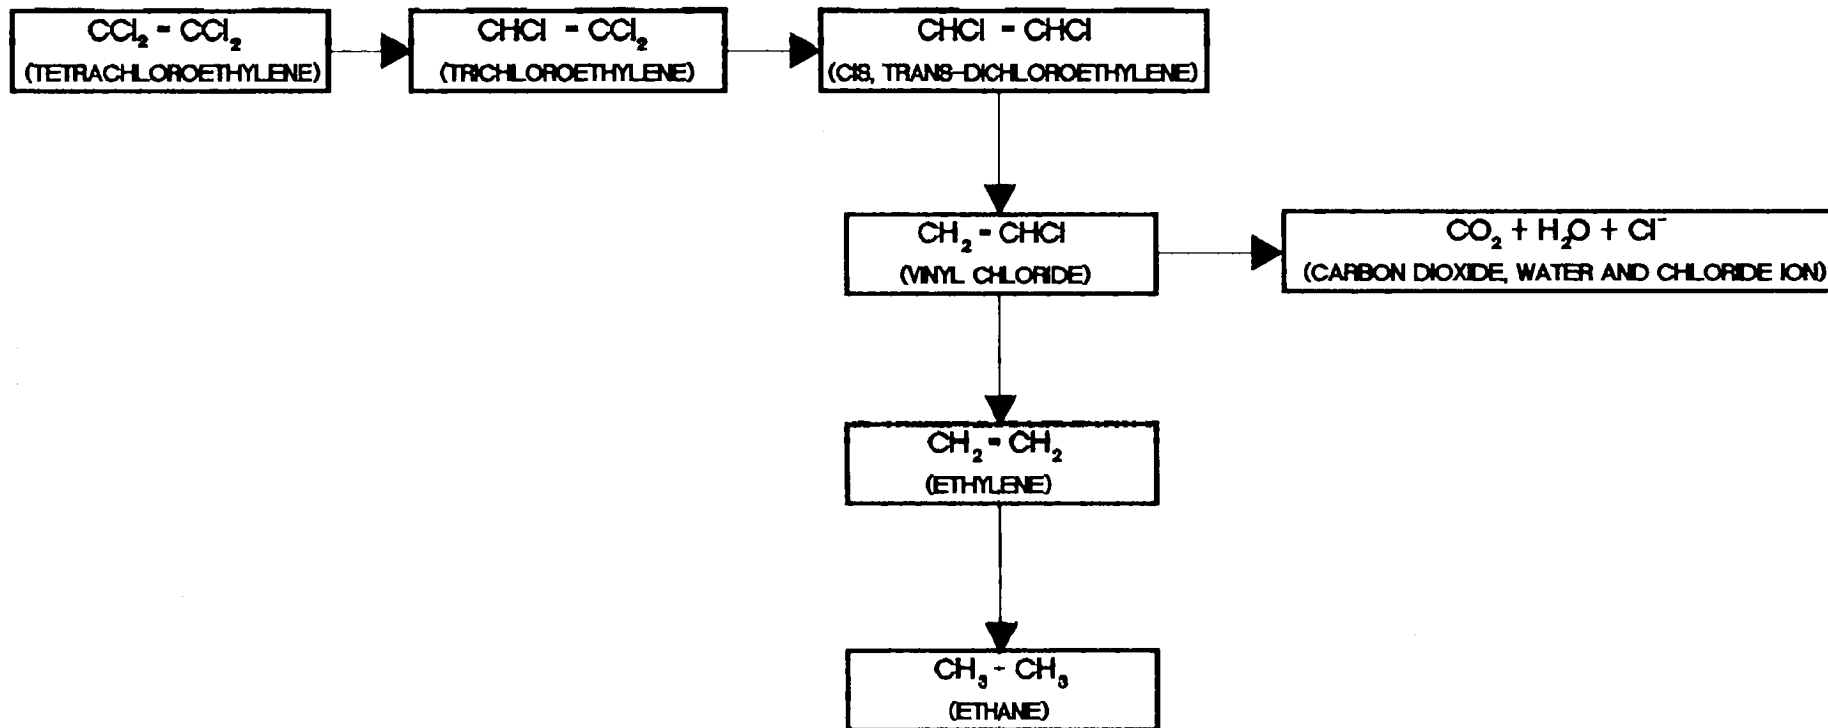 CCl₂ = CCl₂
(TETRACHLOROETHYLENE)
CHCl = CCl₂
(TRICHLOROETHYLENE)
CHCl = CHCl
(CIS, TRANS-DICHLOROETHYLENE)
CH₂ = CHCl
(VINYL CHLORIDE)
CO₂ + H₂O + Cl⁻
(CARBON DIOXIDE, WATER AND CHLORIDE ION)
CH₂ = CH₂
(ETHYLENE)
CH₃ - CH₃
(ETHANE)